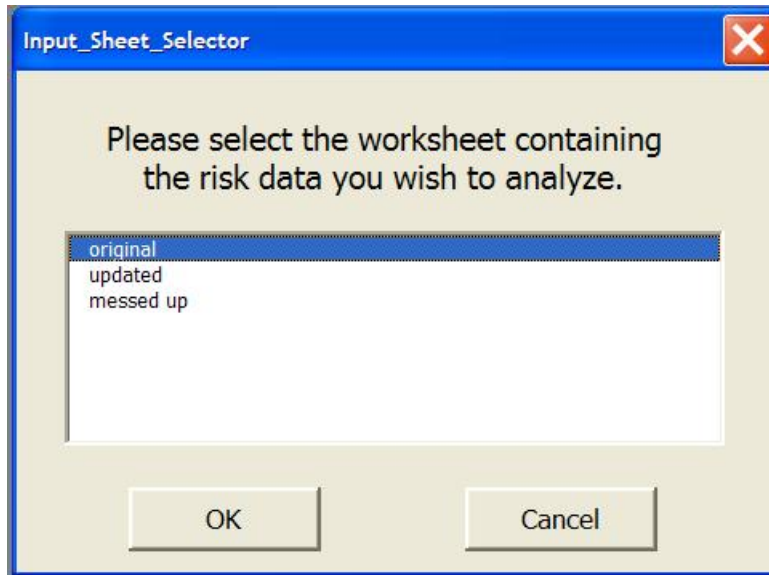 Input_Sheet_Selector
Please select the worksheet containing
the risk data you wish to analyze.
original
updated
messed up
OK
Cancel